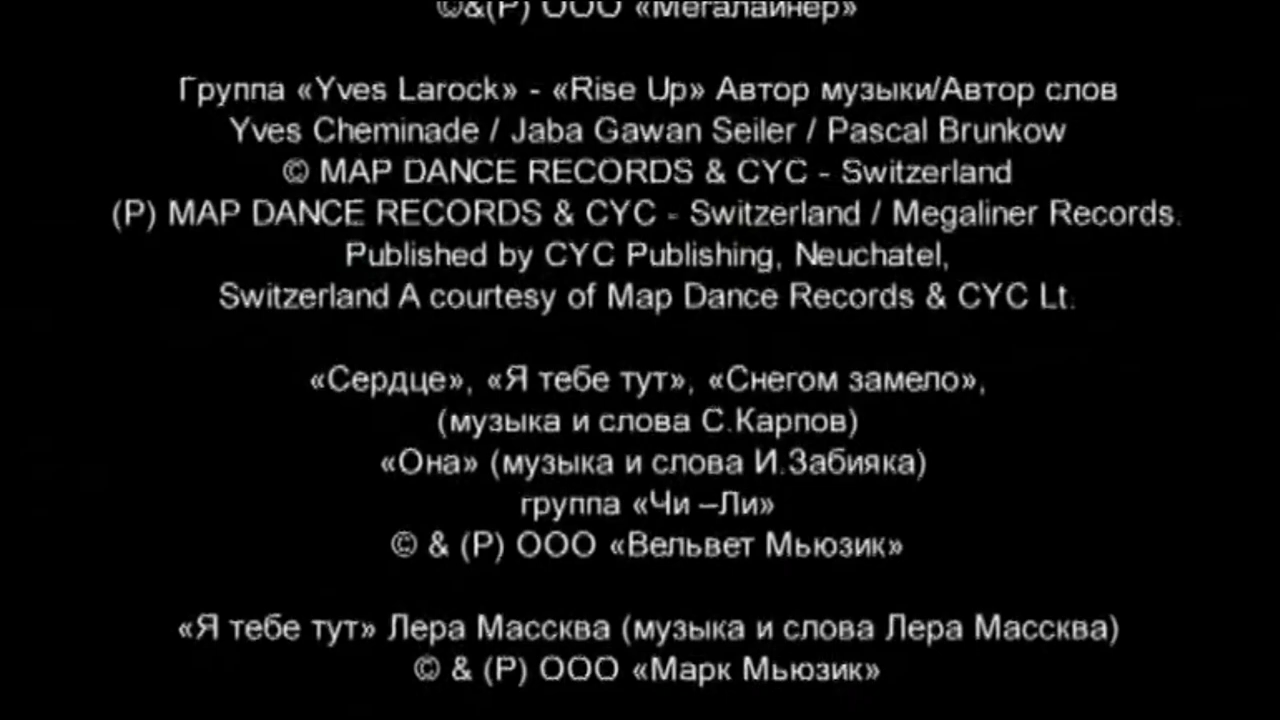 ©&(P) ООО «Мегалайнер»
Группа «Yves Larock» - «Rise Up» Автор музыки/Автор слов
Yves Cheminade / Jaba Gawan Seiler / Pascal Brunkow
© MAP DANCE RECORDS & CYC - Switzerland
(P) MAP DANCE RECORDS & CYC - Switzerland / Megaliner Records.
Published by CYC Publishing, Neuchatel,
Switzerland A courtesy of Map Dance Records & CYC Lt.
«Сердце», «Я тебе тут», «Снегом замело»,
(музыка и слова С.Карпов)
«Она» (музыка и слова И.Забияка)
группа «Чи –Ли»
© & (P) ООО «Вельвет Мьюзик»
«Я тебе тут» Лера Массква (музыка и слова Лера Массква)
© & (P) ООО «Марк Мьюзик»